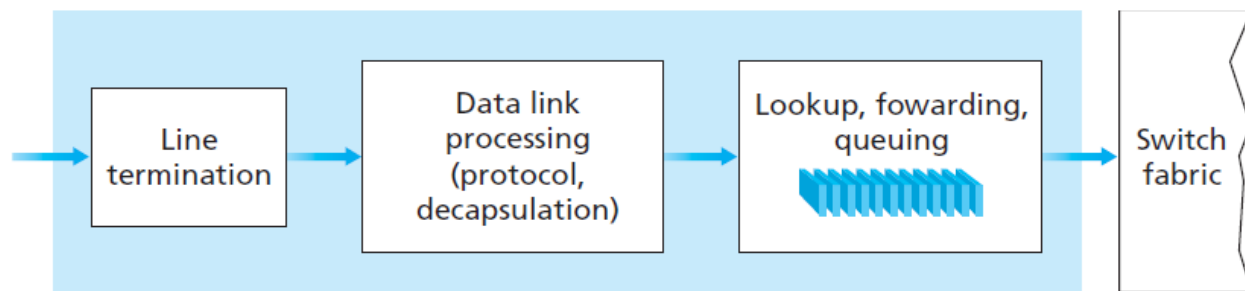 Line
termination
Data link
processing
(protocol,
decapsulation)
Lookup, fowarding,
queuing
Switch
fabric